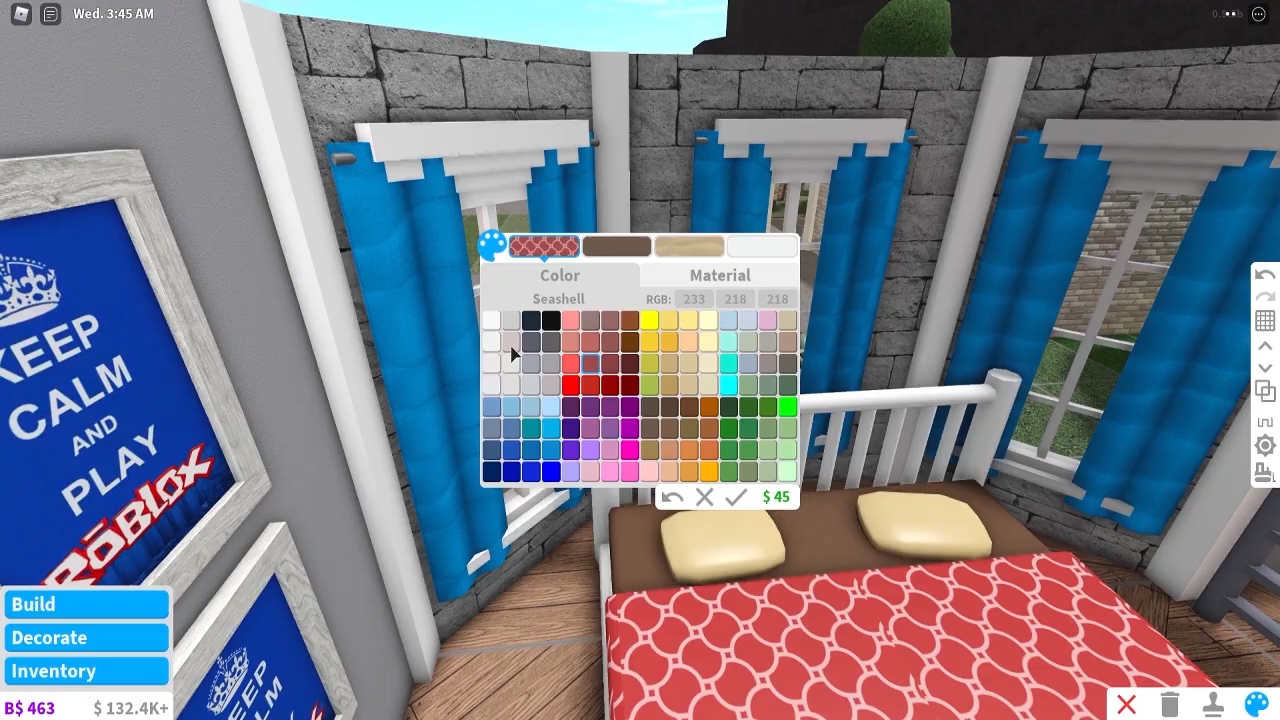 Wed. 3:45 AM
KEEP
CALM
AND
PLAY
ROBLOX
Color
Material
Seashell
RGB: 233 218 218
$ 45
KEEP
Build
Decorate
Inventory
B$ 463
$ 132.4K+